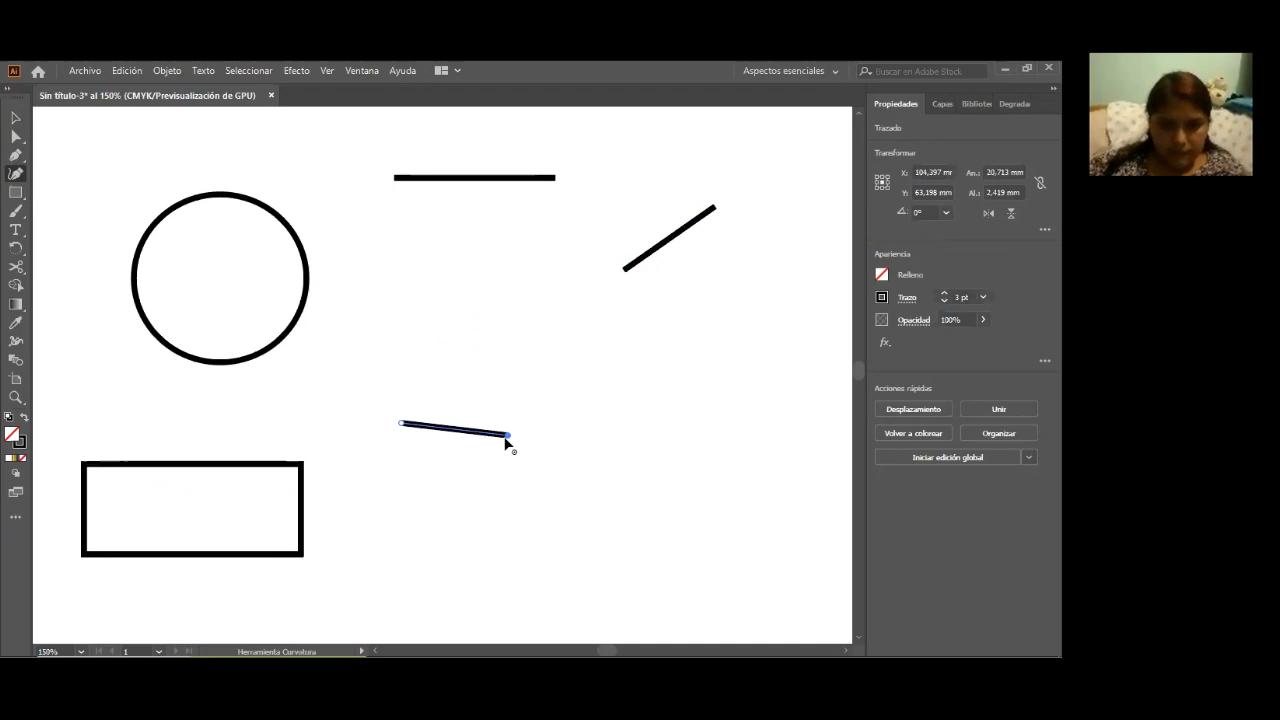 Ai Archivo Edición Objeto Texto Seleccionar Efecto Ver Ventana Ayuda Aspectos esenciales Buscar en Adobe Stock
Sin título-3* al 150% (CMYK/Previsualización de GPU) ×
Propiedades Capas Bibliotec Degrada
Trazado
Transformar
X: 104,397 mr An.: 20,713 mm
Y: 63,198 mm Al.: 2,419 mm
0°
Apariencia
Relleno
Trazo 3 pt
Opacidad 100%
fx.
Acciones rápidas
Desplazamiento Unir
Volver a colorear Organizar
Iniciar edición global
150% 1 Herramienta Curvatura